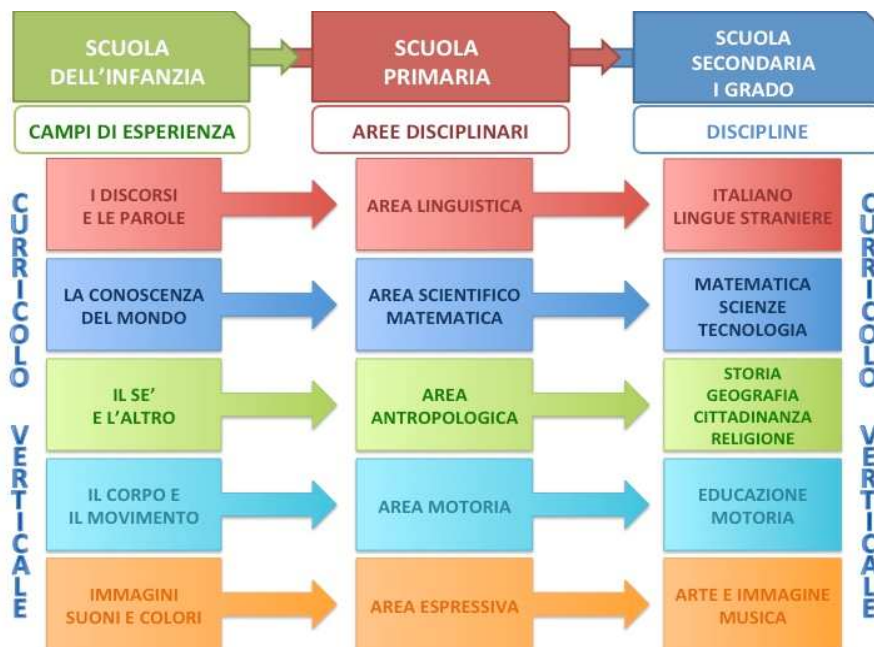 SCUOLA
DELL'INFANZIA
SCUOLA
PRIMARIA
SCUOLA
SECONDARIA
I GRADO
CAMPI DI ESPERIENZA
AREE DISCIPLINARI
DISCIPLINE
CURRICOLO VERTICALE
I DISCORSI
E LE PAROLE
AREA LINGUISTICA
ITALIANO
LINGUE STRANIERE
LA CONOSCENZA
DEL MONDO
AREA SCIENTIFICO
MATEMATICA
MATEMATICA
SCIENZE
TECNOLOGIA
IL SE'
E L'ALTRO
AREA
ANTROPOLOGICA
STORIA
GEOGRAFIA
CITTADINANZA
RELIGIONE
IL CORPO E
IL MOVIMENTO
AREA MOTORIA
EDUCAZIONE
MOTORIA
IMMAGINI
SUONI E COLORI
AREA ESPRESSIVA
ARTE E IMMAGINE
MUSICA
CURRICOLO VERTICALE